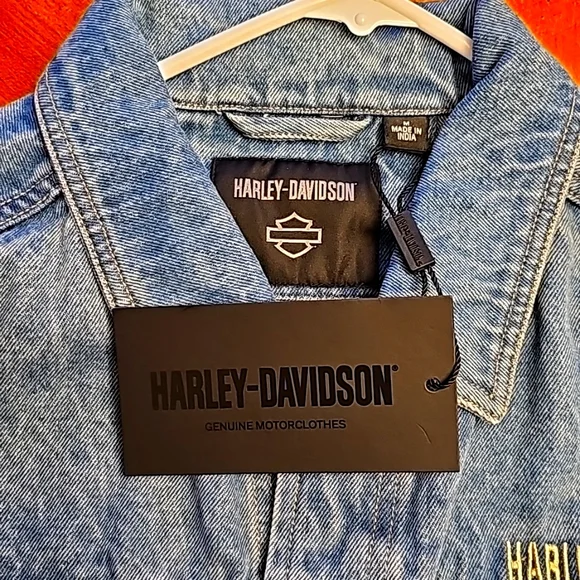 M
MADE IN
INDIA
HARLEY-DAVIDSON
HARLEY-DAVIDSON®
GENUINE MOTORCLOTHES